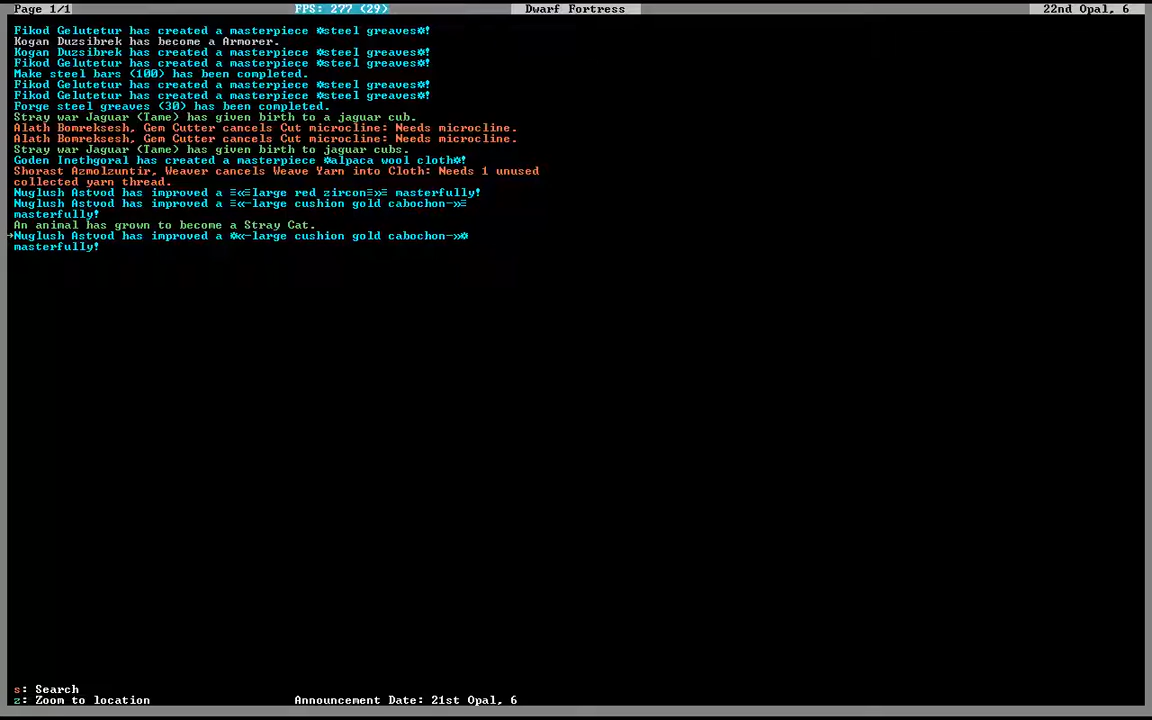 Page 1/1 FPS: 277 (29) Dwarf Fortress 22nd Opal, 6
Fikod Gelutetur has created a masterpiece ☼steel greaves☼!
Kogan Duzsibrek has become a Armorer.
Kogan Duzsibrek has created a masterpiece ☼steel greaves☼!
Fikod Gelutetur has created a masterpiece ☼steel greaves☼!
Make steel bars (100) has been completed.
Fikod Gelutetur has created a masterpiece ☼steel greaves☼!
Fikod Gelutetur has created a masterpiece ☼steel greaves☼!
Forge steel greaves (30) has been completed.
Stray war Jaguar (Tame) has given birth to a jaguar cub.
Alath Bomreksesh, Gem Cutter cancels Cut microcline: Needs microcline.
Alath Bomreksesh, Gem Cutter cancels Cut microcline: Needs microcline.
Stray war Jaguar (Tame) has given birth to jaguar cubs.
Goden Inethgoral has created a masterpiece ☼alpaca wool cloth☼!
Shorast Azmolzuntir, Weaver cancels Weave Yarn into Cloth: Needs 1 unused
collected yarn thread.
Nuglush Astvod has improved a ≡«≡large red zircon≡»≡ masterfully!
Nuglush Astvod has improved a ≡«-large cushion gold cabochon-»≡
masterfully!
An animal has grown to become a Stray Cat.
→Nuglush Astvod has improved a ☼«-large cushion gold cabochon-»☼
masterfully!
s: Search
z: Zoom to location Announcement Date: 21st Opal, 6